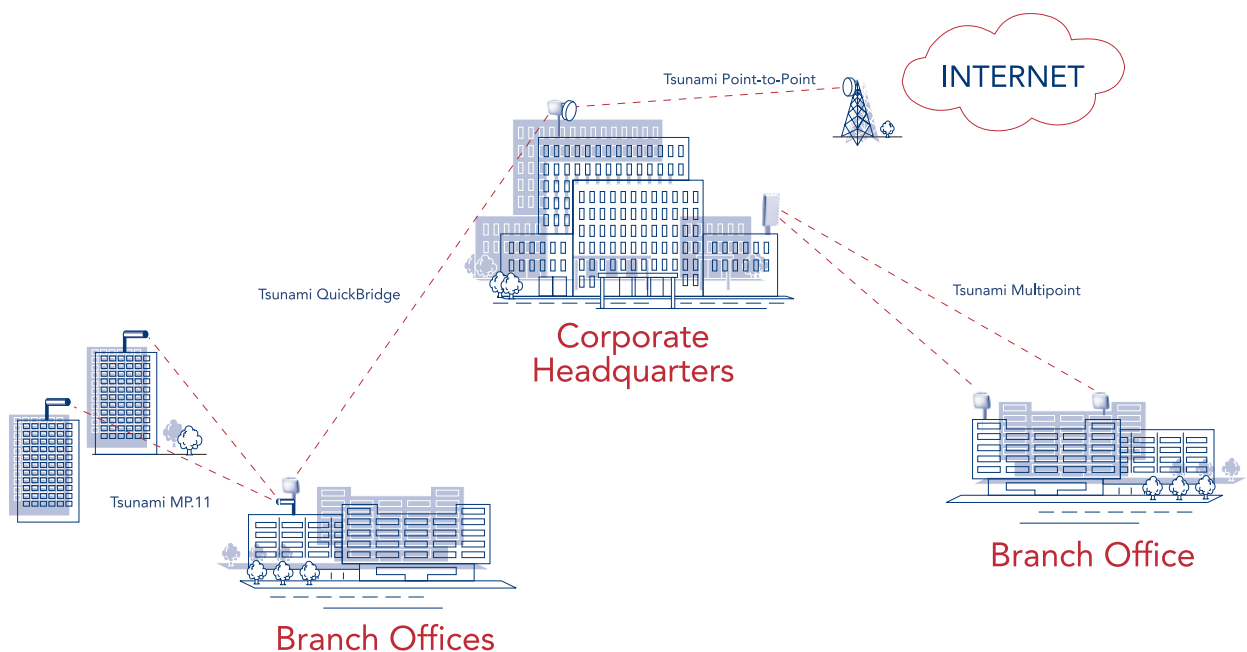 INTERNET
Tsunami Point-to-Point
Tsunami QuickBridge
Tsunami Multipoint
Corporate
Headquarters
Tsunami MP.11
Branch Office
Branch Offices